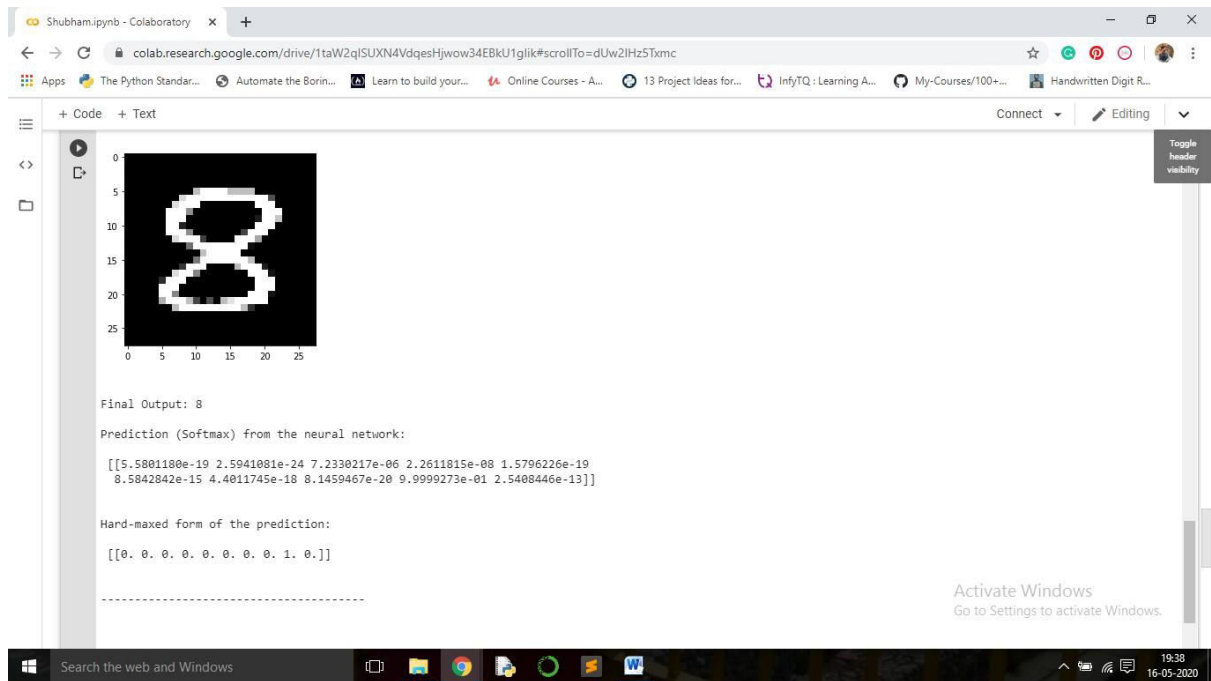 Shubham.ipynb - Colaboratory
colab.research.google.com/drive/1taW2qlSUXN4VdqesHjwow34EBkU1glik#scrollTo=dUw2IHz5Txmc
Apps The Python Standar... Automate the Borin... Learn to build your... Online Courses - A... 13 Project Ideas for... InfyTQ : Learning A... My-Courses/100+... Handwritten Digit R...
+ Code + Text Connect Editing
Toggle
header
visibility
0
5
10
15
20
25
0 5 10 15 20 25
Final Output: 8
Prediction (Softmax) from the neural network:
[[5.5801180e-19 2.5941081e-24 7.2330217e-06 2.2611815e-08 1.5796226e-19
8.5842842e-15 4.4011745e-18 8.1459467e-20 9.9999273e-01 2.5408446e-13]]
Hard-maxed form of the prediction:
[[0. 0. 0. 0. 0. 0. 0. 0. 1. 0.]]
---------------------------------------
Activate Windows
Go to Settings to activate Windows.
Search the web and Windows
19:38
16-05-2020